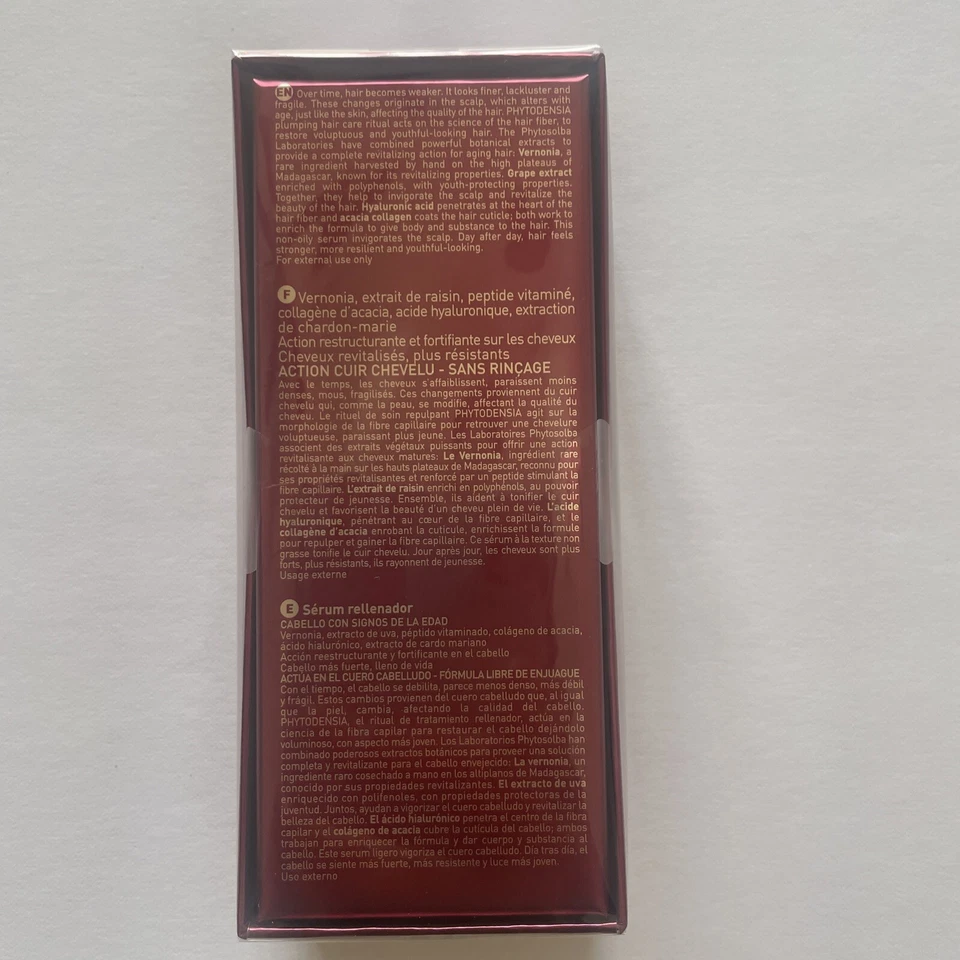 EN Over time, hair becomes weaker. It looks finer, lackluster and
fragile. These changes originate in the scalp, which alters with
age, just like the skin, affecting the quality of the hair. PHYTODENSIA
plumping hair care ritual acts on the science of the hair fiber, to
restore voluptuous and youthful-looking hair. The Phytosolba
Laboratories have combined powerful botanical extracts to
provide a complete revitalizing action for aging hair: Vernonia, a
rare ingredient harvested by hand on the high plateaus of
Madagascar, known for its revitalizing properties. Grape extract
enriched with polyphenols, with youth-protecting properties.
Together, they help to invigorate the scalp and revitalize the
beauty of the hair. Hyaluronic acid penetrates at the heart of the
hair fiber and acacia collagen coats the hair cuticle; both work to
enrich the formula to give body and substance to the hair. This
non-oily serum invigorates the scalp. Day after day, hair feels
stronger, more resilient and youthful-looking.
For external use only
F Vernonia, extrait de raisin, peptide vitaminé,
collagène d'acacia, acide hyaluronique, extraction
de chardon-marie
Action restructurante et fortifiante sur les cheveux
Cheveux revitalisés, plus résistants
ACTION CUIR CHEVELU - SANS RINÇAGE
Avec le temps, les cheveux s'affaiblissent, paraissent moins
denses, mous, fragilisés. Ces changements proviennent du cuir
chevelu qui, comme la peau, se modifie, affectant la qualité du
cheveu. Le rituel de soin repulpant PHYTODENSIA agit sur la
morphologie de la fibre capillaire pour retrouver une chevelure
voluptueuse, paraissant plus jeune. Les Laboratoires Phytosolba
associent des extraits végétaux puissants pour offrir une action
revitalisante aux cheveux matures: Le Vernonia, ingrédient rare
récolté à la main sur les hauts plateaux de Madagascar, reconnu pour
ses propriétés revitalisantes et renforcé par un peptide stimulant la
fibre capillaire. L'extrait de raisin enrichi en polyphénols, au pouvoir
protecteur de jeunesse. Ensemble, ils aident à tonifier le cuir
chevelu et favorisent la beauté d'un cheveu plein de vie. L'acide
hyaluronique, pénétrant au cœur de la fibre capillaire, et le
collagène d'acacia enrobant la cuticule, enrichissent la formule
pour repulper et gainer la fibre capillaire. Ce sérum à la texture non
grasse tonifie le cuir chevelu. Jour après jour, les cheveux sont plus
forts, plus résistants, ils rayonnent de jeunesse.
Usage externe
E Sérum rellenador
CABELLO CON SIGNOS DE LA EDAD
Vernonia, extracto de uva, péptido vitaminado, colágeno de acacia,
ácido hialurónico, extracto de cardo mariano
Acción reestructurante y fortificante en el cabello
Cabello más fuerte, lleno de vida
ACTÚA EN EL CUERO CABELLUDO - FÓRMULA LIBRE DE ENJUAGUE
Con el tiempo, el cabello se debilita, parece menos denso, más débil
y frágil. Estos cambios provienen del cuero cabelludo que, al igual
que la piel, cambia, afectando la calidad del cabello.
PHYTODENSIA, el ritual de tratamiento rellenador, actúa en la
ciencia de la fibra capilar para restaurar el cabello dejándolo
voluminoso, con aspecto más joven. Los Laboratorios Phytosolba han
combinado poderosos extractos botánicos para proveer una solución
completa y revitalizante para el cabello envejecido: La vernonia, un
ingrediente raro cosechado a mano en los altiplanos de Madagascar,
conocido por sus propiedades revitalizantes. El extracto de uva
enriquecido con polifenoles, con propiedades protectoras de la
juventud. Juntos, ayudan a vigorizar el cuero cabelludo y revitalizar la
belleza del cabello. El ácido hialurónico penetra el centro de la fibra
capilar y el colágeno de acacia cubre la cutícula del cabello; ambos
trabajan para enriquecer la fórmula y dar cuerpo y substancia al
cabello. Este serum ligero vigoriza el cuero cabelludo. Día tras día, el
cabello se siente más fuerte, más resistente y luce más joven.
Uso externo